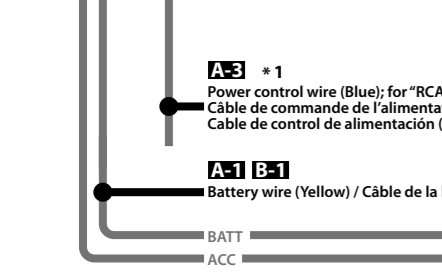 A-3 * 1
Power control wire (Blue); for “RCA
Câble de commande de l’alimenta
Cable de control de alimentación (
A-1 B-1
Battery wire (Yellow) / Câble de la
BATT
ACC